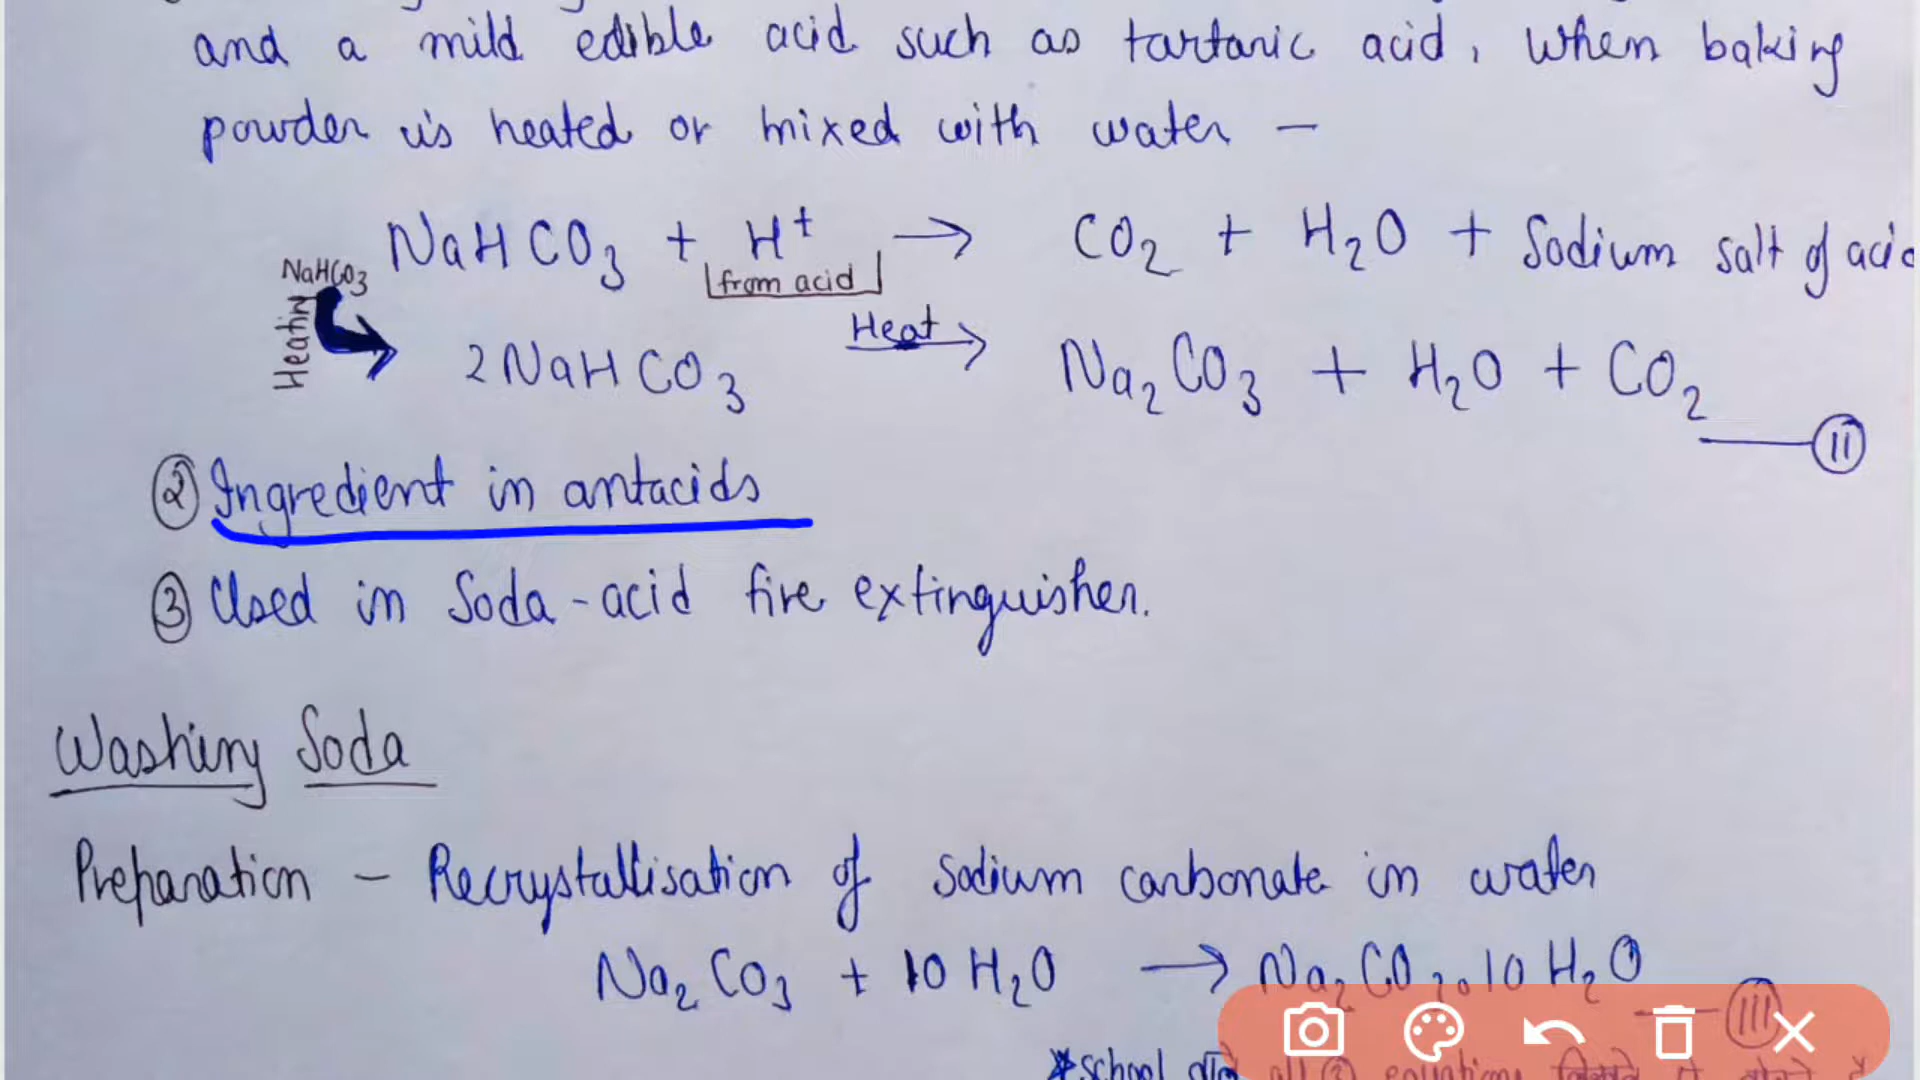 and a mild edible acid such as tartaric acid, When baking
powder is heated or mixed with water –
NaHCO₃ + H⁺ → CO₂ + H₂O + Sodium salt of acid
from acid
NaHCO₃
Heating
2NaHCO₃ Heat → Na₂CO₃ + H₂O + CO₂ — II
② Ingredient in antacids
③ Used in Soda-acid fire extinguisher.
Washing Soda
Preparation – Recrystallisation of sodium carbonate in water
Na₂CO₃ + 10 H₂O → Na₂CO₃.10 H₂O — III
*school all equations